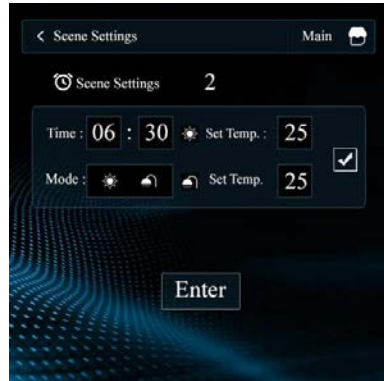 < Scene Settings Main
Scene Settings 2
Time : 06 : 30 Set Temp. : 25
Mode : Set Temp. 25
Enter